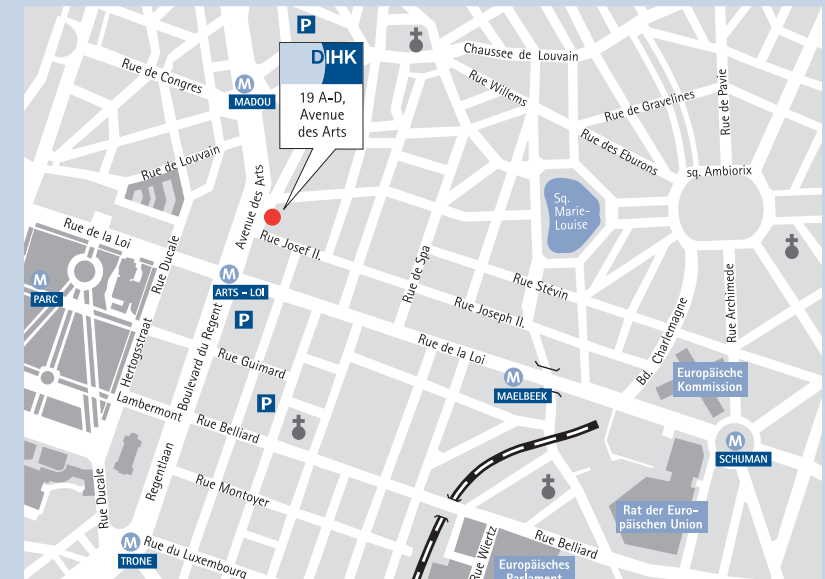 P
Chaussee de Louvain
DIHK
Rue de Congres
M
MADOU
Rue Willems
Rue de Pavie
19 A-D,
Avenue
des Arts
Rue de Gravelines
Rue des Eburons
Rue de Louvain
sq. Ambiorix
Avenue des Arts
Sq.
Marie-
Louise
Rue de la Loi
Rue Josef II.
Rue Ducale
Rue de Spa
M
PARC
M
ARTS – LOI
Rue Stévin
Rue Joseph II.
Rue Archimede
P
Boulevard du Regent
Hertogsstraat
Rue de la Loi
Bd. Charlemagne
Rue Guimard
M
MAELBEEK
Europäische
Kommission
P
Lambermont
Rue Belliard
M
SCHUMAN
Regentlaan
Rue Ducale
Rue Montoyer
Rat der Euro-
päischen Union
M
TRONE
Rue du Luxembourg
Rue Wiertz
Rue Belliard
Europäisches
Parlament